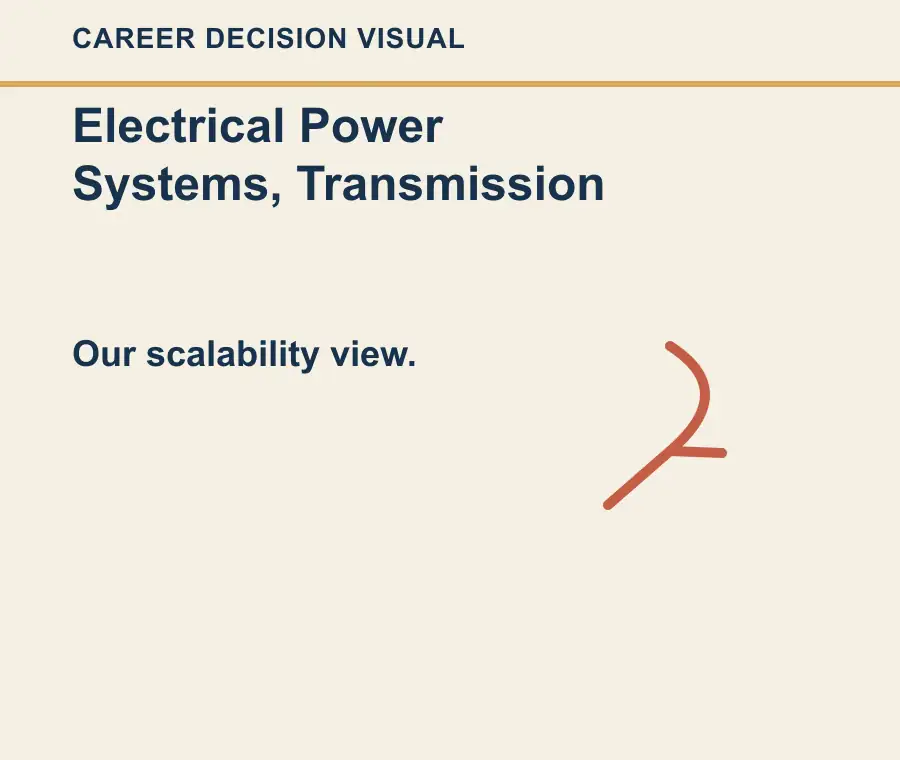 CAREER DECISION VISUAL
Electrical Power
Systems, Transmission
Our scalability view.